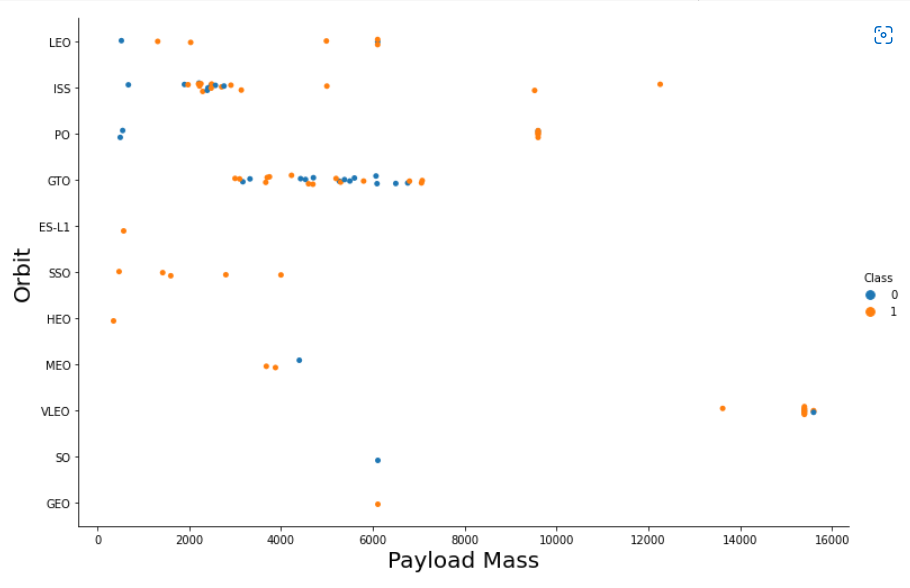 LEO
ISS
PO
GTO
ES-L1
SSO
HEO
MEO
VLEO
SO
GEO
Orbit
0 2000 4000 6000 8000 10000 12000 14000 16000
Payload Mass
Class
0
1